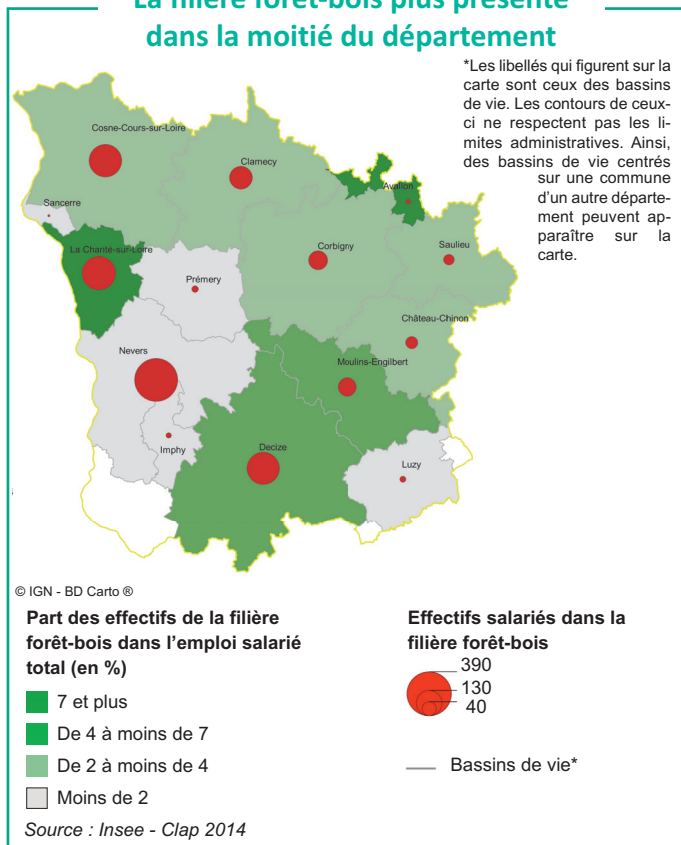 La filière forêt-bois plus présente
dans la moitié du département
*Les libellés qui figurent sur la
carte sont ceux des bassins
de vie. Les contours de ceux-
ci ne respectent pas les li-
mites administratives. Ainsi,
des bassins de vie centrés
sur une commune
d'un autre départe-
ment peuvent ap-
paraître sur la
carte.
Cosne-Cours-sur-Loire
Clamecy
Avallon
Sancerre
La Charité-sur-Loire
Corbigny
Saulieu
Prémery
Château-Chinon
Nevers
Moulins-Engilbert
Imphy
Decize
Luzy
© IGN - BD Carto ®
Part des effectifs de la filière
forêt-bois dans l'emploi salarié
total (en %)
7 et plus
De 4 à moins de 7
De 2 à moins de 4
Moins de 2
Source : Insee - Clap 2014
Effectifs salariés dans la
filière forêt-bois
390
130
40
Bassins de vie*